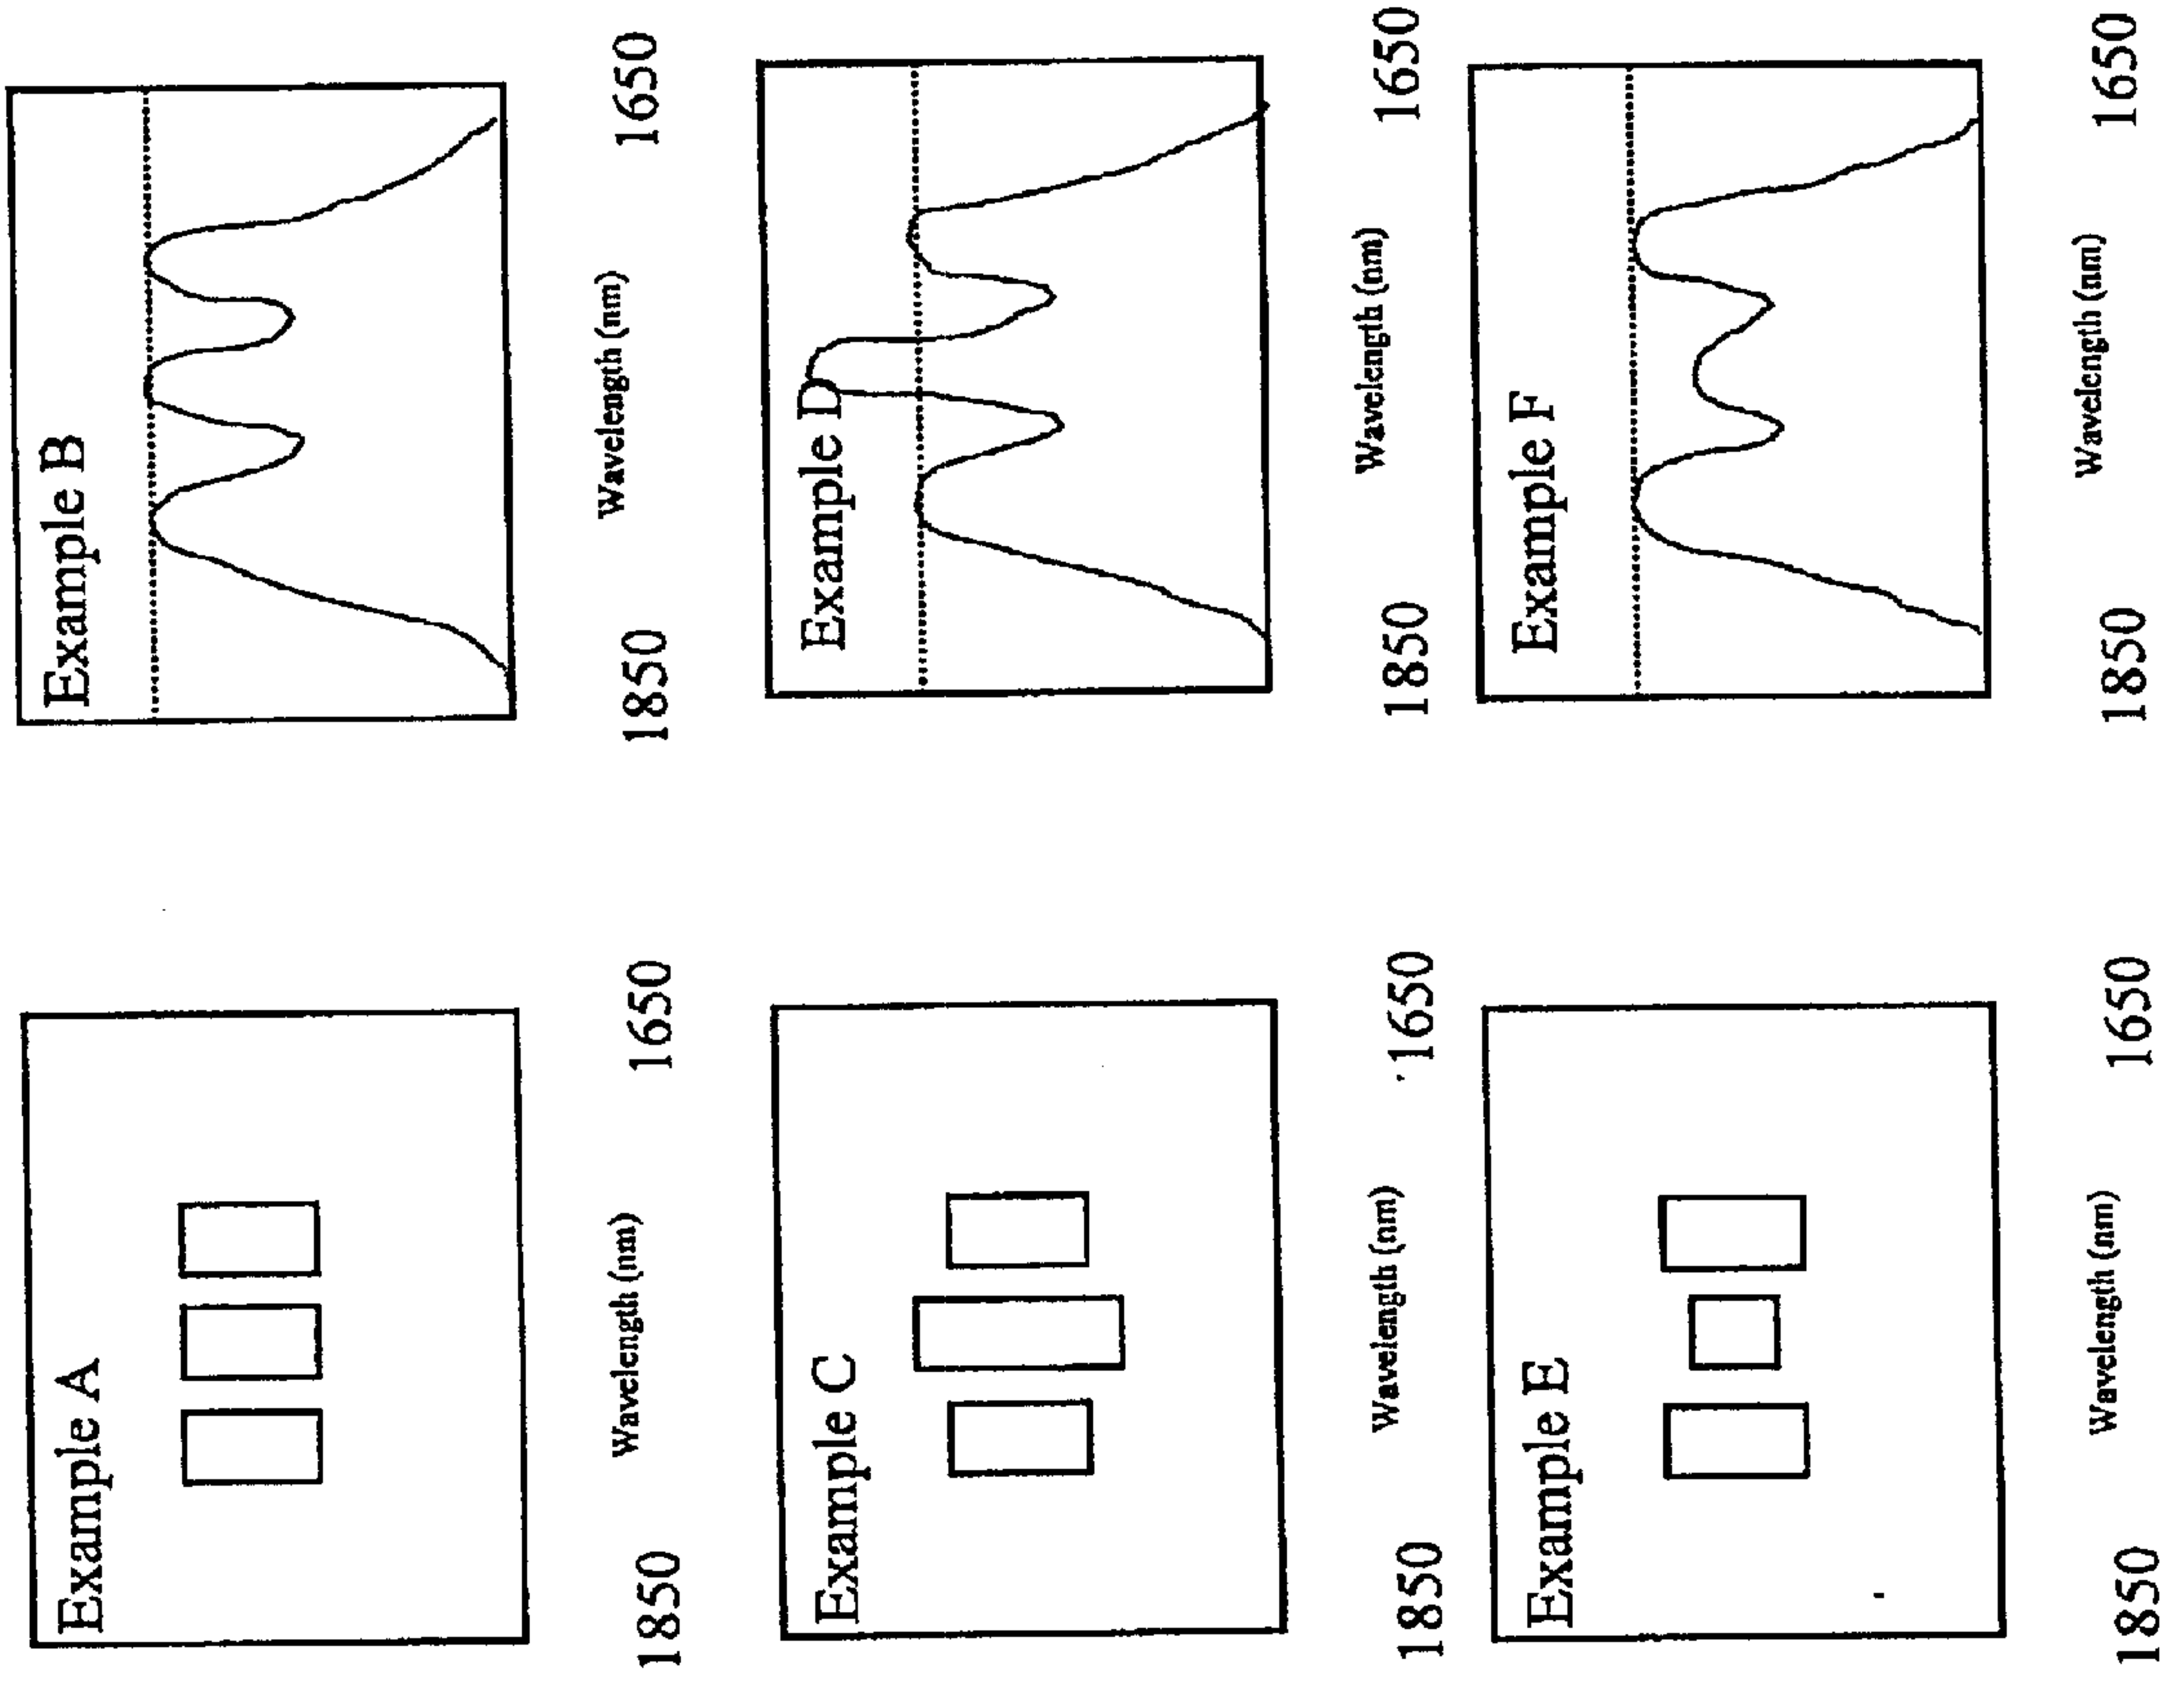 Example A
Wavelength (nm)
1850
1650
Example B
Wavelength (nm)
1850
1650
Example C
Wavelength (nm)
1850
1650
Example D
Wavelength (nm)
1850
1650
Example E
Wavelength (nm)
1850
1650
Example F
Wavelength (nm)
1850
1650